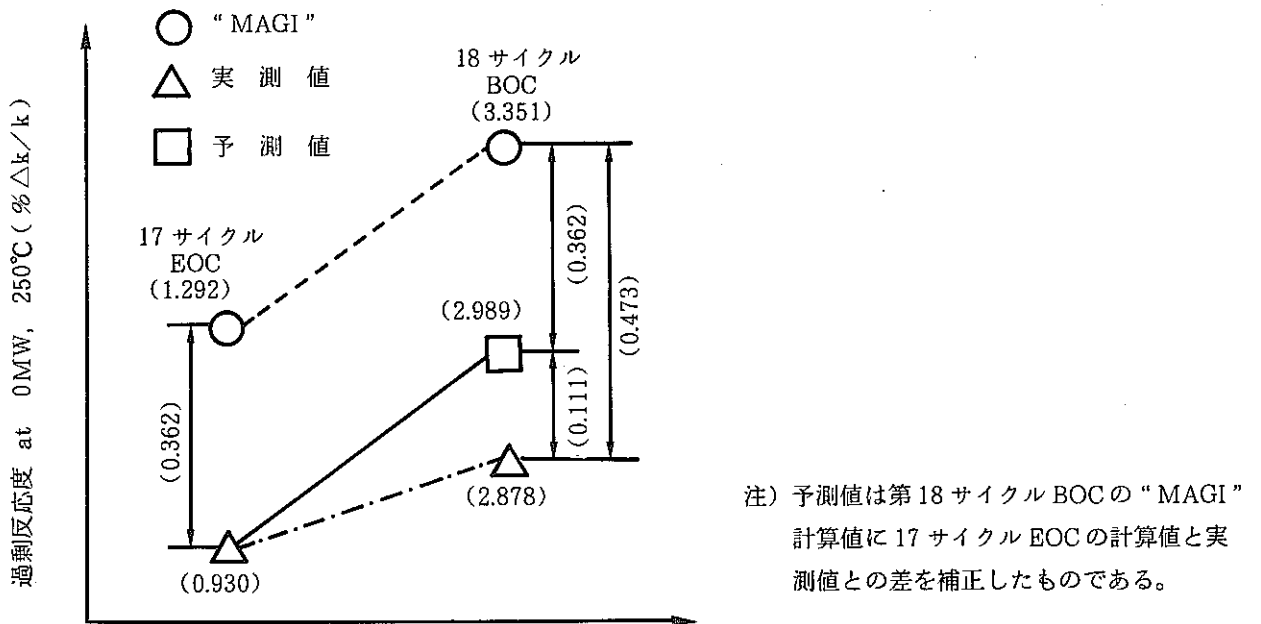 “ MAGI ”
実 測 値
予 測 値
過剰反応度 at 0MW, 250℃ ( % △k/k )
17 サイクル
EOC
(1.292)
18 サイクル
BOC
(3.351)
(2.989)
(0.362)
(0.362)
(0.111)
(0.473)
(0.930)
(2.878)
注) 予測値は第 18 サイクル BOC の “ MAGI ”
計算値に 17 サイクル EOC の計算値と実
測値との差を補正したものである。